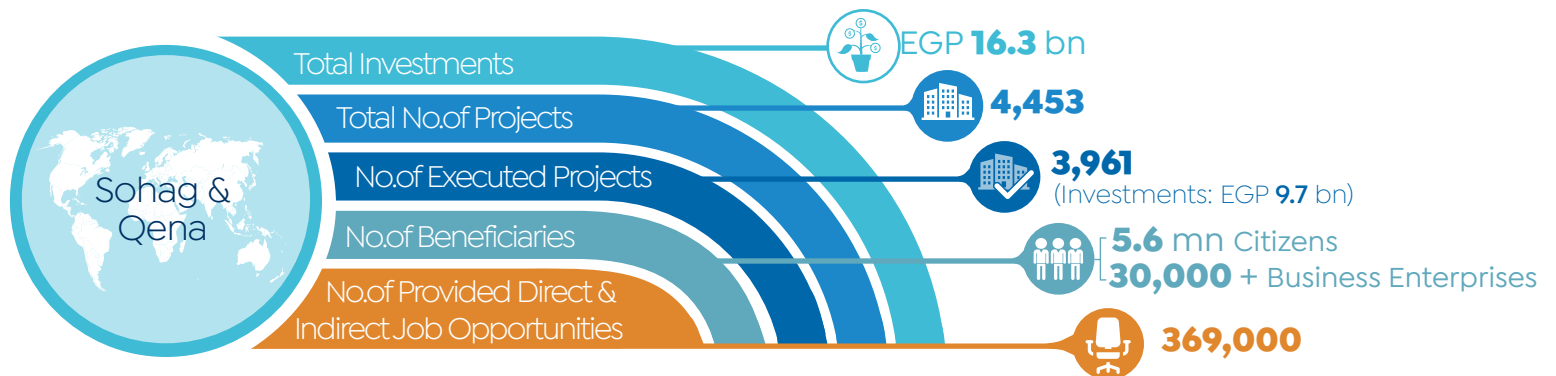 Sohag &
Qena
Total Investments
EGP 16.3 bn
Total No.of Projects
4,453
No.of Executed Projects
3,961
(Investments: EGP 9.7 bn)
No.of Beneficiaries
5.6 mn Citizens
30,000 + Business Enterprises
No.of Provided Direct &
Indirect Job Opportunities
369,000